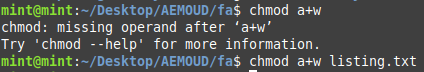 mint@mint:~/Desktop/AEMOUD/fa$ chmod a+w
chmod: missing operand after ‘a+w’
Try 'chmod --help' for more information.
mint@mint:~/Desktop/AEMOUD/fa$ chmod a+w listing.txt